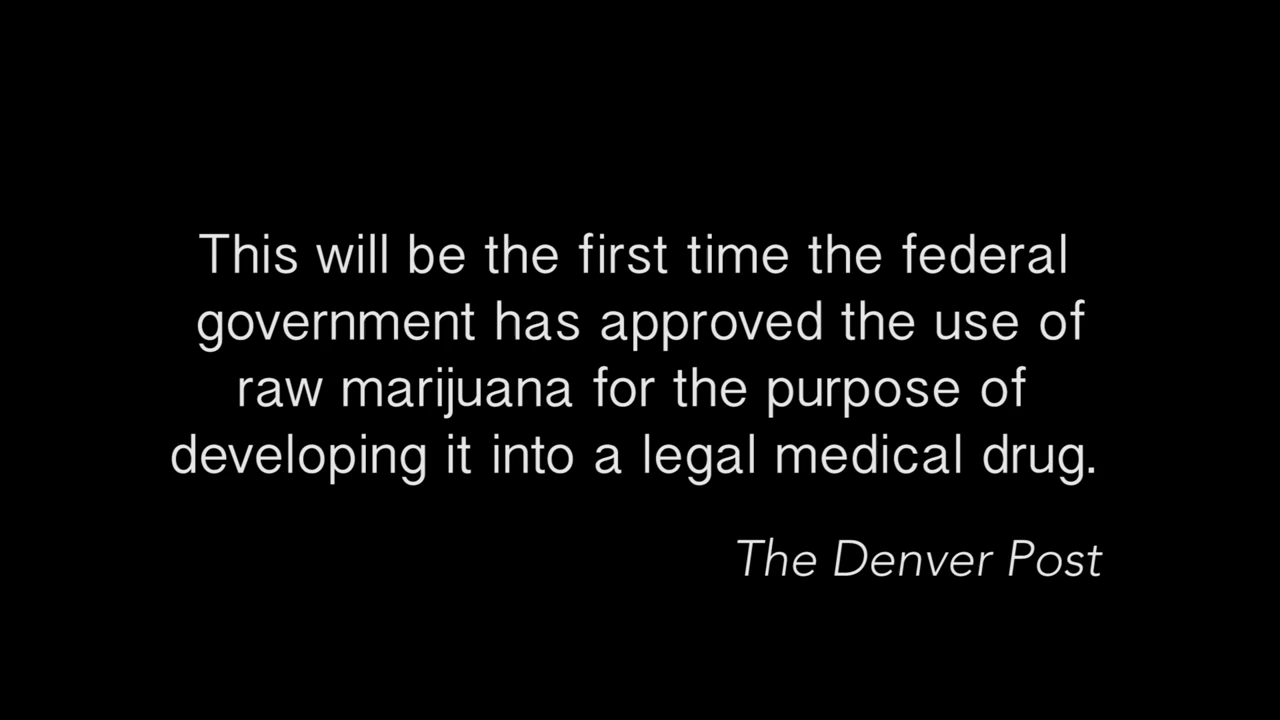 This will be the first time the federal
government has approved the use of
raw marijuana for the purpose of
developing it into a legal medical drug.
The Denver Post